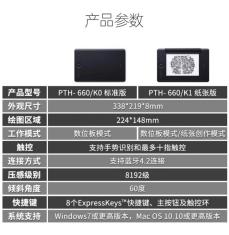 产品参数
PTH- 660/K0 标准版 PTH- 660/K1 纸张版
外观尺寸 338*219*8mm
绘图区域 224*148mm
工作模式 数位板模式 数位板模式/纸张创作模式
触控 支持手势识别和最多十指触控
连接方式 支持蓝牙4.2连接
压感级别 8192级
倾斜角度 60度
快捷键 8个ExpressKeys™快捷键、主按钮及触控环
系统支持 Windows7或更高版本, Mac OS 10.10或更高版本